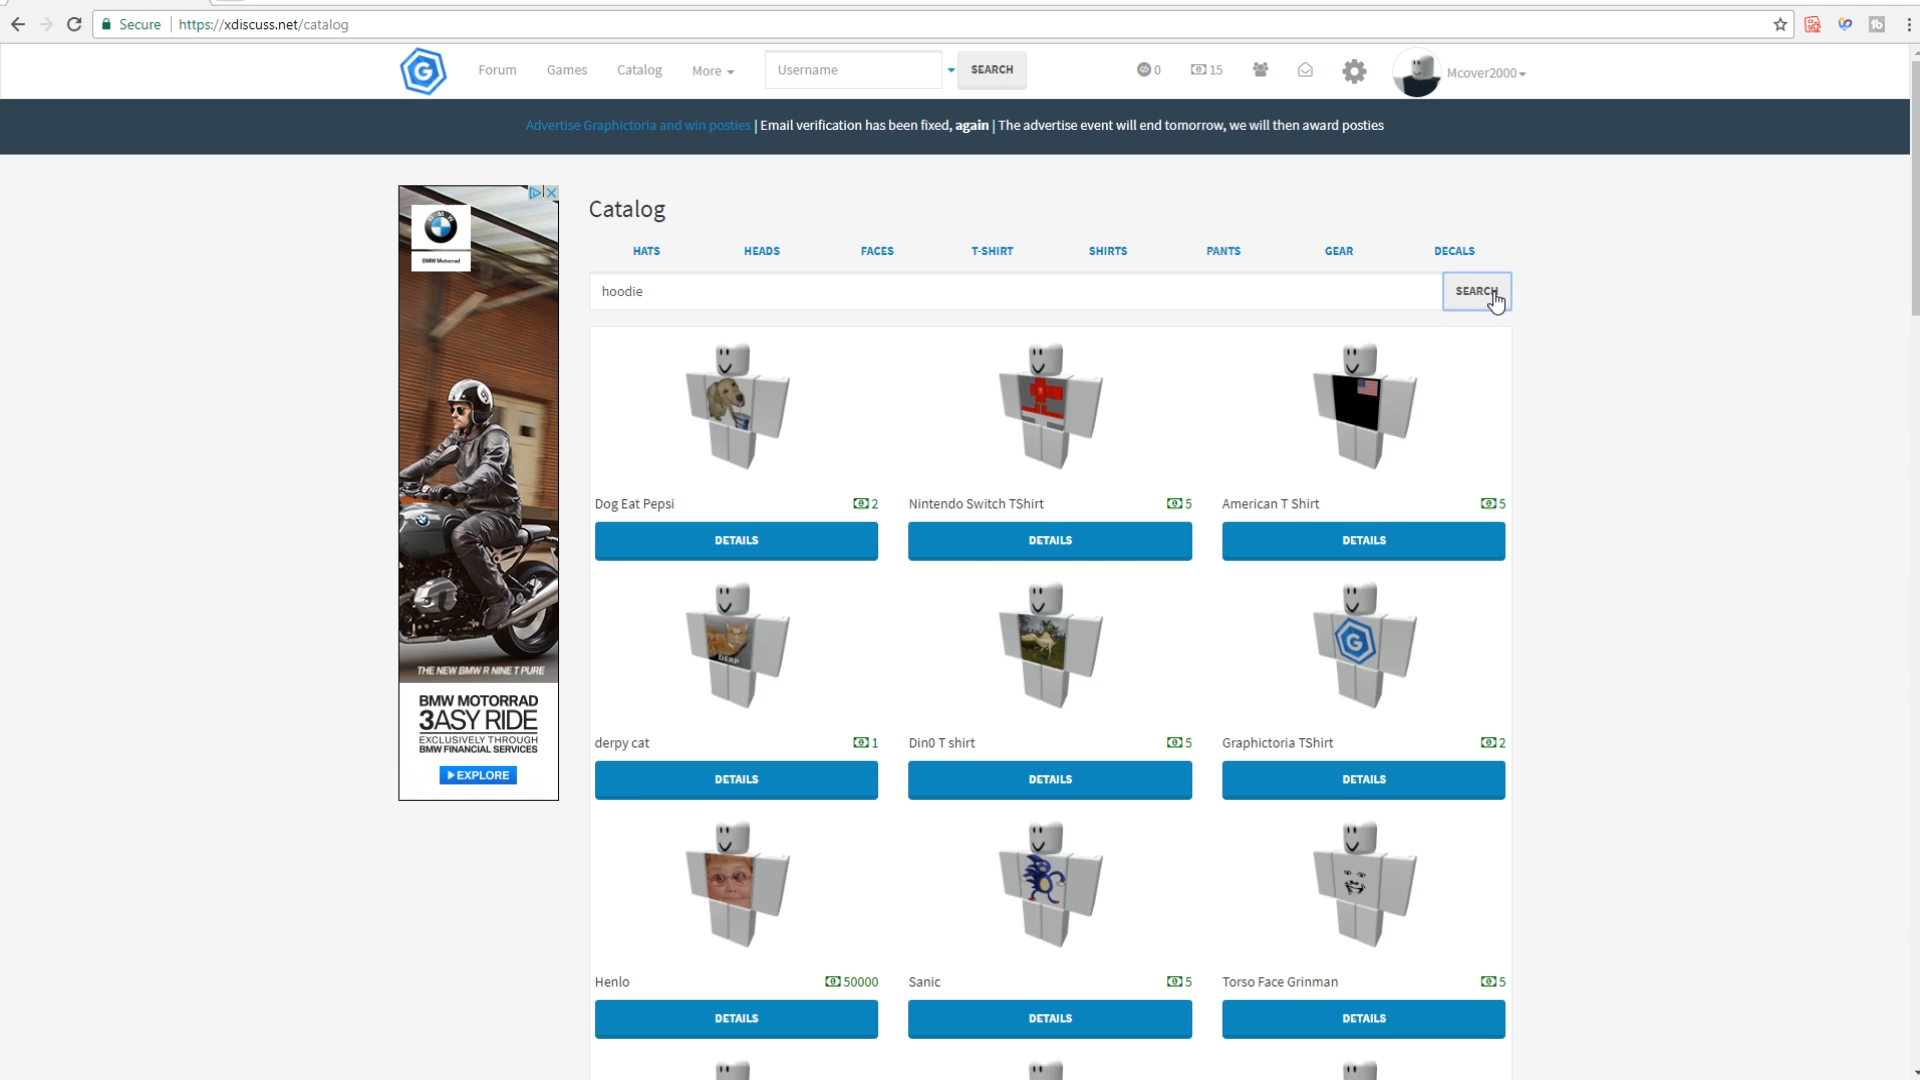 Secure https://xdiscuss.net/catalog
Forum Games Catalog More Username SEARCH 0 15 Mcover2000
Advertise Graphictoria and win posties | Email verification has been fixed, again | The advertise event will end tomorrow, we will then award posties
Catalog
HATS HEADS FACES T-SHIRT SHIRTS PANTS GEAR DECALS
hoodie SEARCH
BMW Motorrad
THE NEW BMW R NINE T PURE
BMW MOTORRAD
3ASY RIDE
EXCLUSIVELY THROUGH
BMW FINANCIAL SERVICES
EXPLORE
Dog Eat Pepsi 2 Nintendo Switch TShirt 5 American T Shirt 5
DETAILS DETAILS DETAILS
DERP
derpy cat 1 Din0 T shirt 5 Graphictoria TShirt 2
DETAILS DETAILS DETAILS
Henlo 50000 Sanic 5 Torso Face Grinman 5
DETAILS DETAILS DETAILS